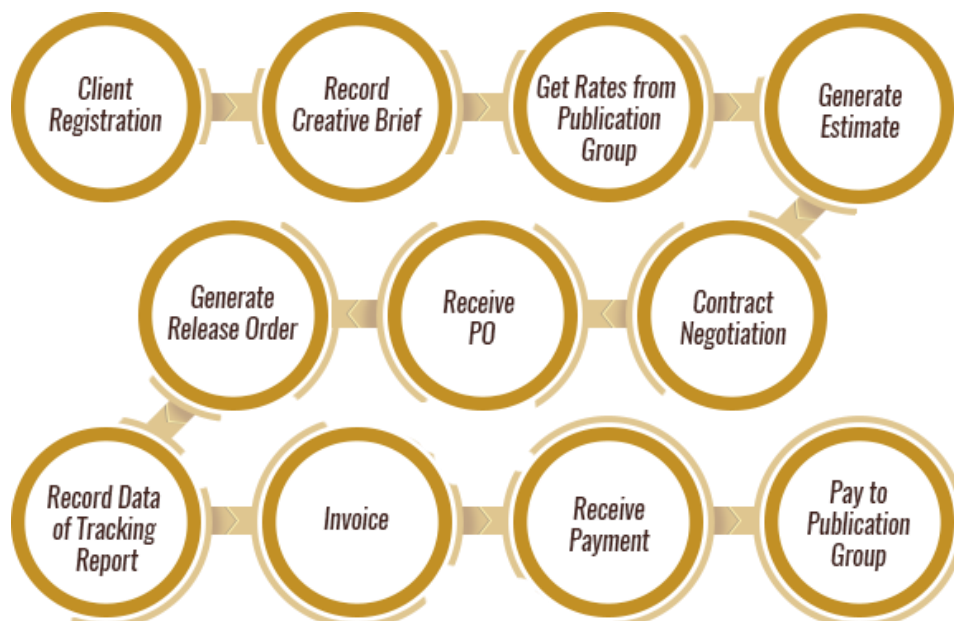 Client
Registration
Record
Creative Brief
Get Rates from
Publication
Group
Generate
Estimate
Contract
Negotiation
Receive
PO
Generate
Release Order
Record Data
of Tracking
Report
Invoice
Receive
Payment
Pay to
Publication
Group